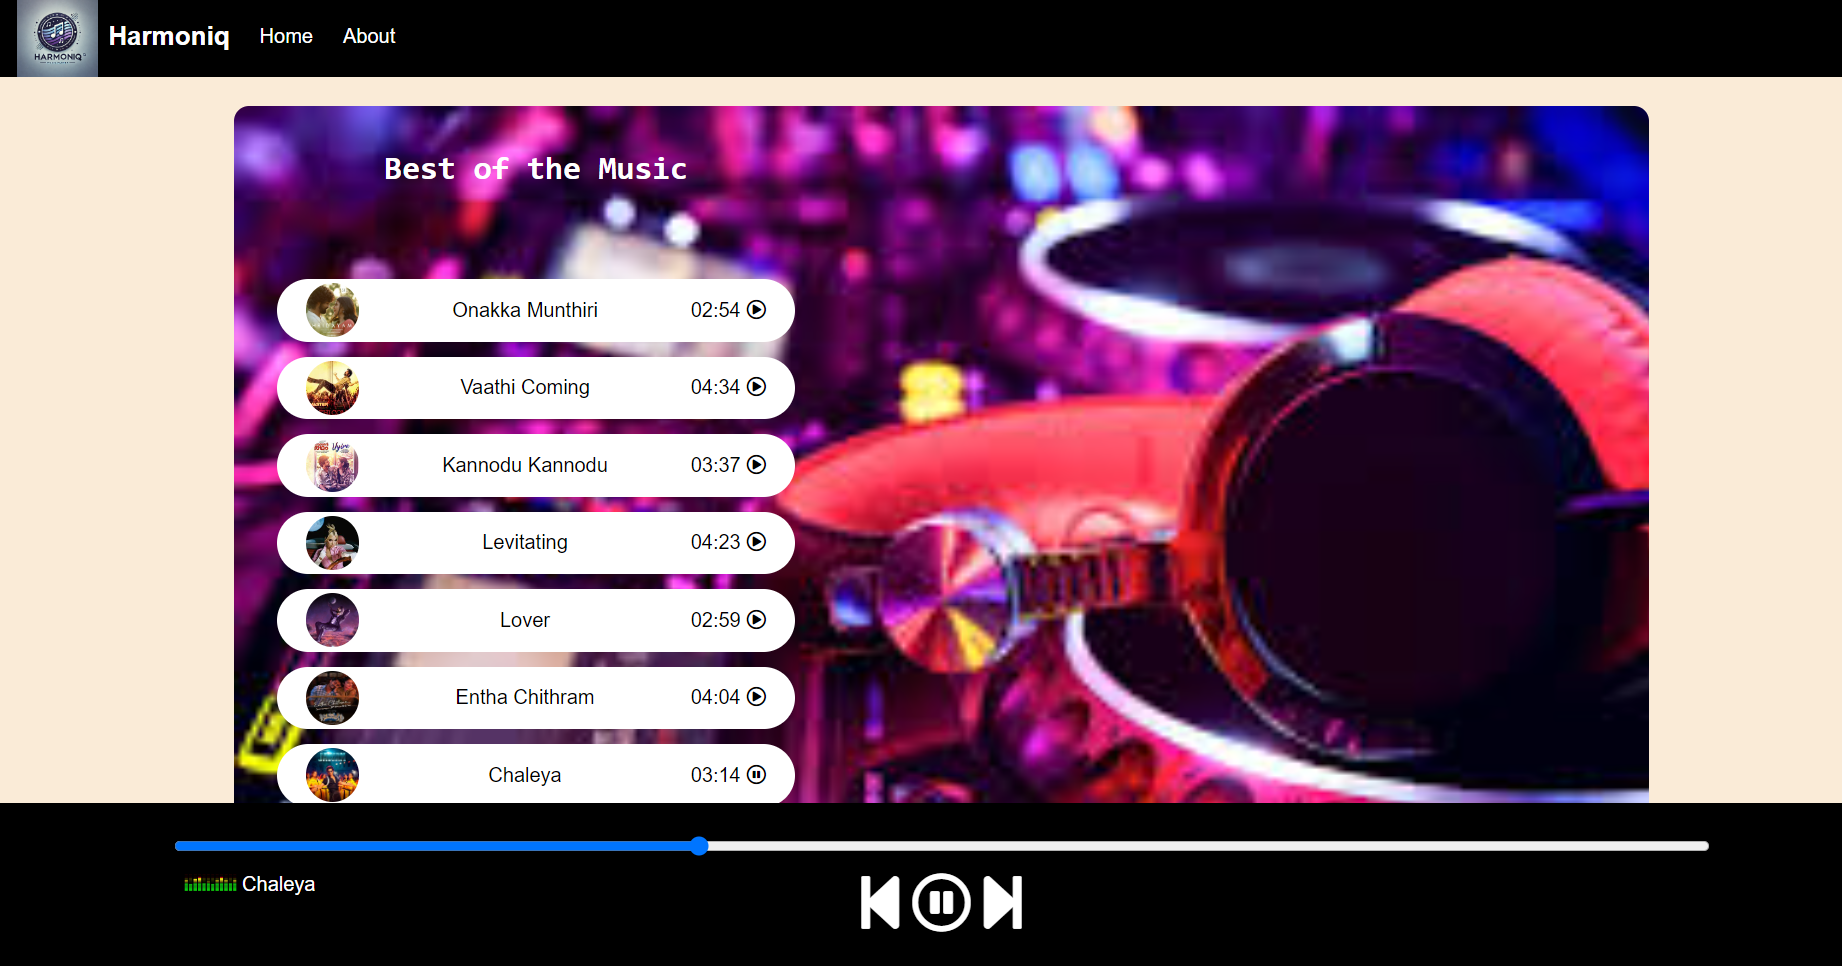 HARMONIQ
Harmoniq Home About
Best of the Music
Onakka Munthiri 02:54
Vaathi Coming 04:34
Kannodu Kannodu 03:37
Levitating 04:23
Lover 02:59
Entha Chithram 04:04
Chaleya 03:14
Chaleya